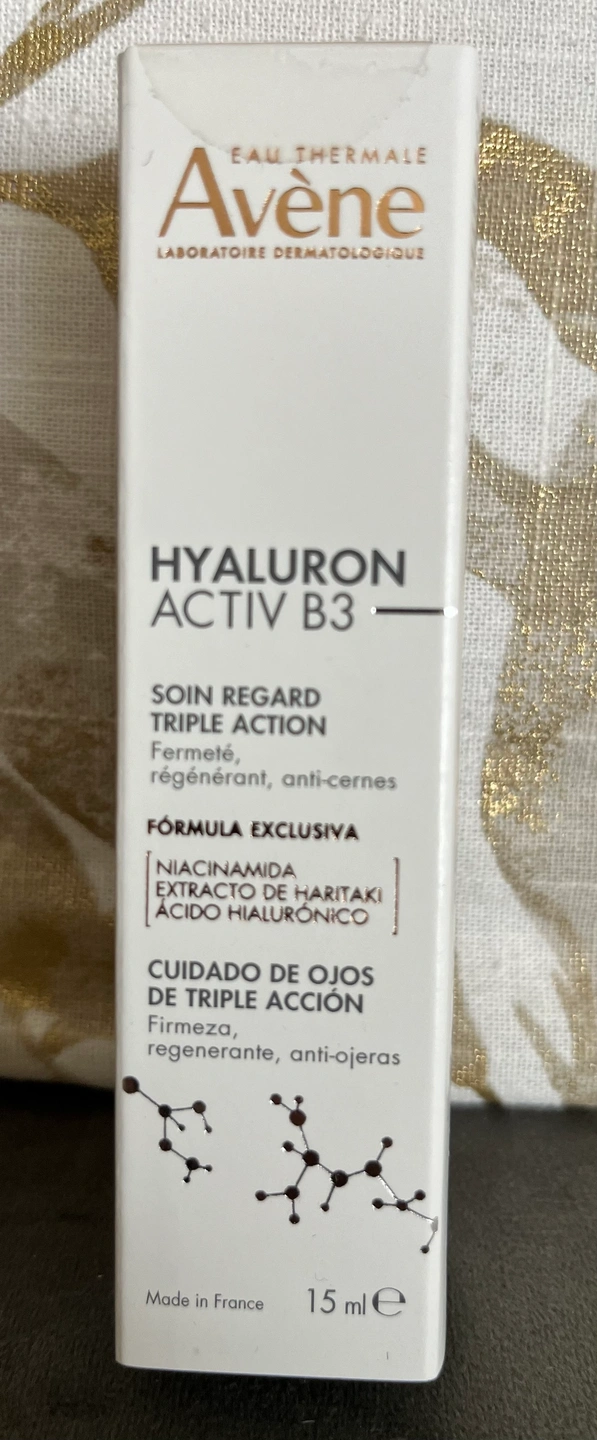 EAU THERMALE
Avène
LABORATOIRE DERMATOLOGIQUE
HYALURON
ACTIV B3
SOIN REGARD
TRIPLE ACTION
Fermeté,
régénérant, anti-cernes
FÓRMULA EXCLUSIVA
NIACINAMIDA
EXTRACTO DE HARITAKI
ÁCIDO HIALURÓNICO
CUIDADO DE OJOS
DE TRIPLE ACCIÓN
Firmeza,
regenerante, anti-ojeras
Made in France 15 ml ℮